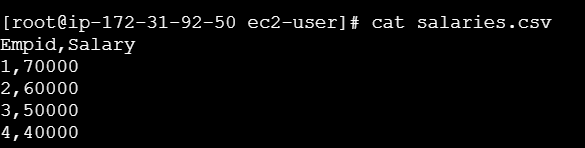 [root@ip-172-31-92-50 ec2-user]# cat salaries.csv
Empid,Salary
1,70000
2,60000
3,50000
4,40000